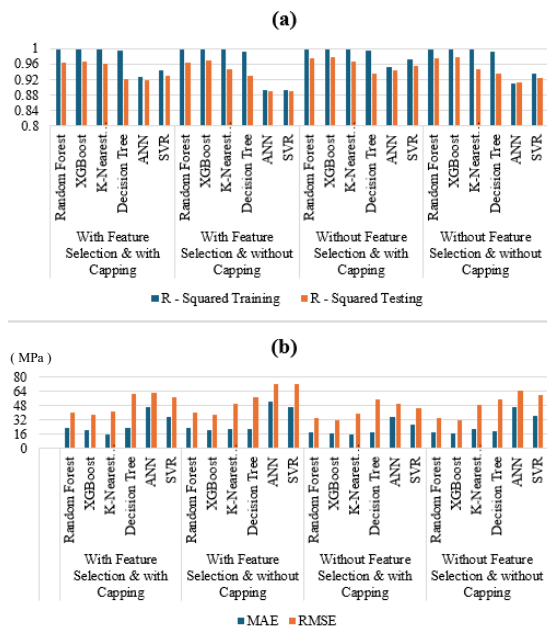 (a)
1
0.96
0.92
0.88
0.84
0.8
Random Forest
XGBoost
K-Nearest…
Decision Tree
ANN
SVR
Random Forest
XGBoost
K-Nearest…
Decision Tree
ANN
SVR
Random Forest
XGBoost
K-Nearest…
Decision Tree
ANN
SVR
Random Forest
XGBoost
K-Nearest…
Decision Tree
ANN
SVR
With Feature
Selection & with
Capping
With Feature
Selection & without
Capping
Without Feature
Selection & with
Capping
Without Feature
Selection & without
Capping
R - Squared Training
R - Squared Testing
(b)
( MPa)
80
64
48
32
16
0
Random Forest
XGBoost
K-Nearest…
Decision Tree
ANN
SVR
Random Forest
XGBoost
K-Nearest…
Decision Tree
ANN
SVR
Random Forest
XGBoost
K-Nearest…
Decision Tree
ANN
SVR
Random Forest
XGBoost
K-Nearest…
Decision Tree
ANN
SVR
With Feature
Selection & with
Capping
With Feature
Selection & without
Capping
Without Feature
Selection & with
Capping
Without Feature
Selection & without
Capping
MAE
RMSE